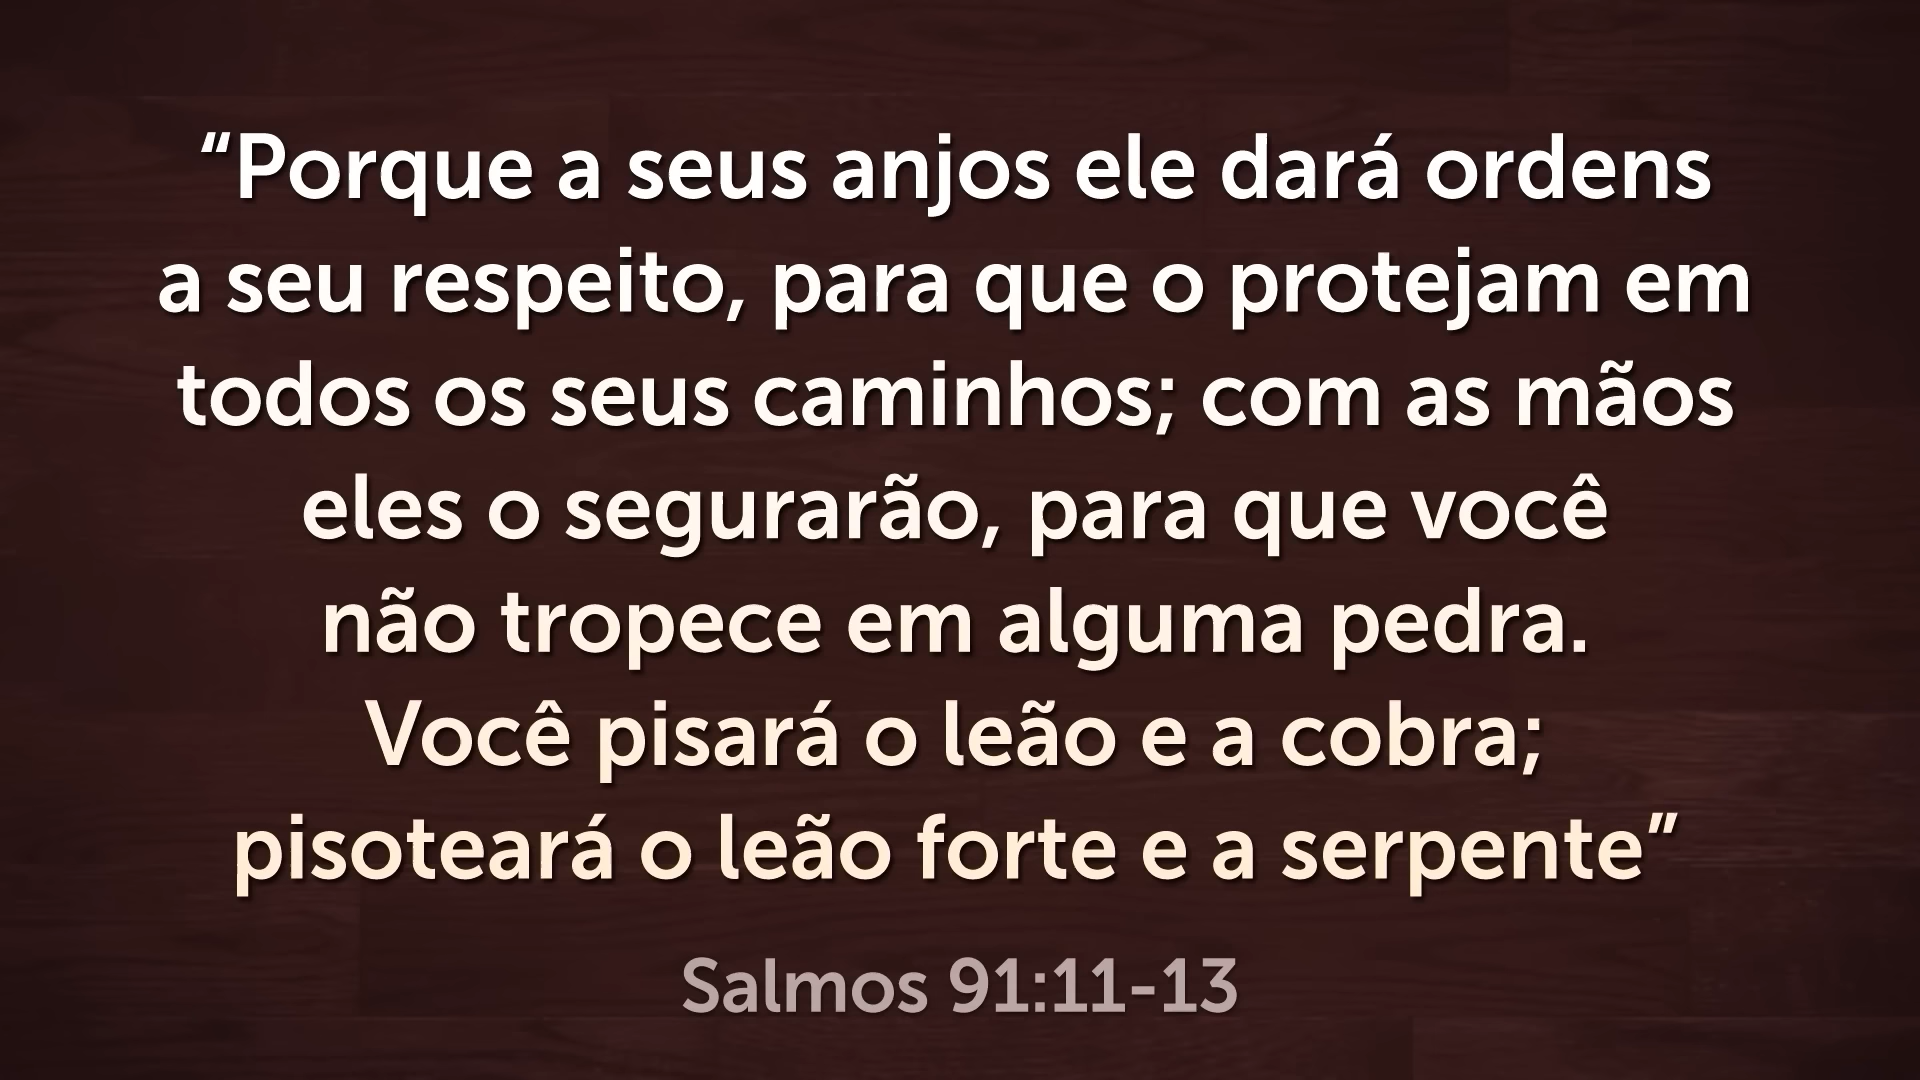 “Porque a seus anjos ele dará ordens
a seu respeito, para que o protejam em
todos os seus caminhos; com as mãos
eles o segurarão, para que você
não tropece em alguma pedra.
Você pisará o leão e a cobra;
pisoteará o leão forte e a serpente”
Salmos 91:11-13